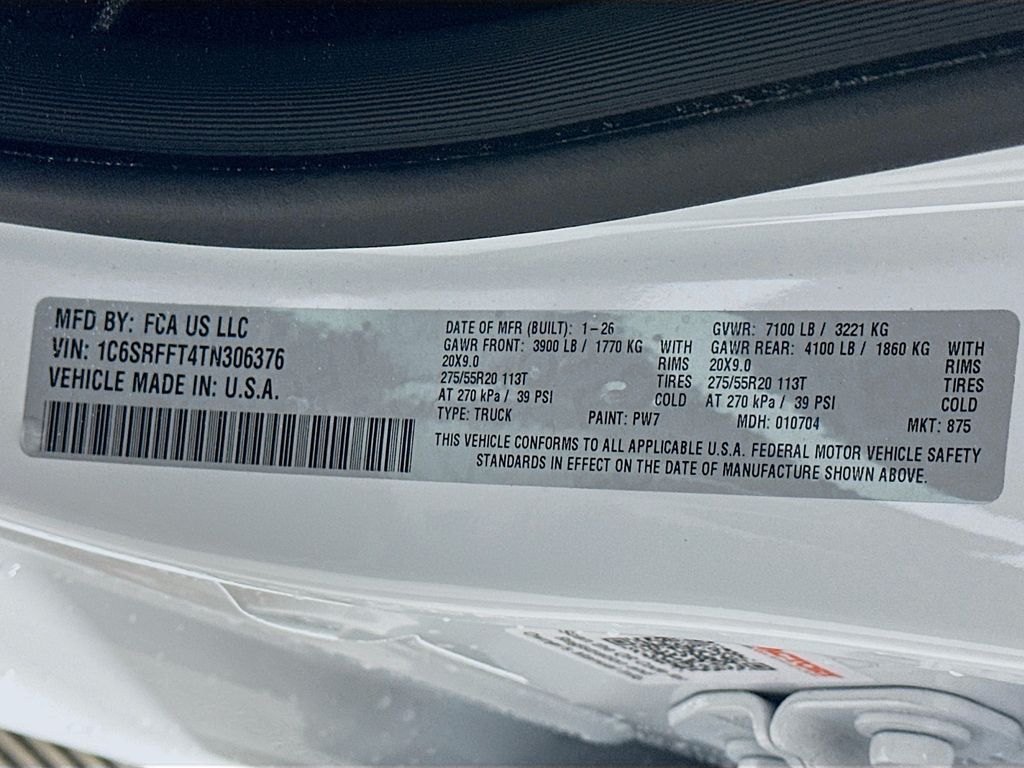 MFD BY: FCA US LLC
VIN: 1C6SRFFT4TN306376
VEHICLE MADE IN: U.S.A.
DATE OF MFR (BUILT): 1-26 GVWR: 7100 LB / 3221 KG
GAWR FRONT: 3900 LB / 1770 KG WITH GAWR REAR: 4100 LB / 1860 KG WITH
20X9.0 RIMS 20X9.0 RIMS
275/55R20 113T TIRES 275/55R20 113T TIRES
AT 270 kPa / 39 PSI COLD AT 270 kPa / 39 PSI COLD
TYPE: TRUCK PAINT: PW7 MDH: 010704 MKT: 875
THIS VEHICLE CONFORMS TO ALL APPLICABLE U.S.A. FEDERAL MOTOR VEHICLE SAFETY
STANDARDS IN EFFECT ON THE DATE OF MANUFACTURE SHOWN ABOVE.